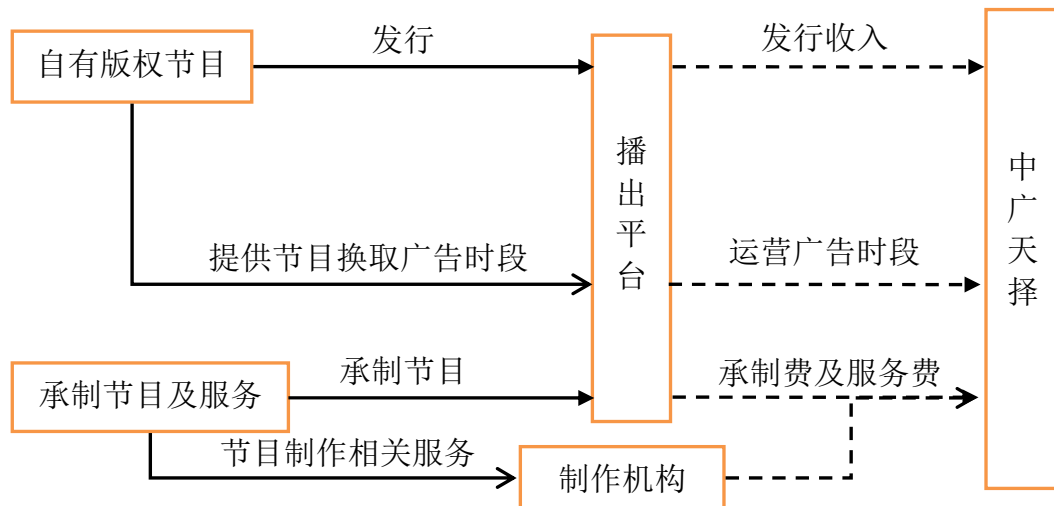 发行
发行收入
自有版权节目
播出平台
中广天择
提供节目换取广告时段
运营广告时段
承制节目
承制费及服务费
承制节目及服务
节目制作相关服务
制作机构